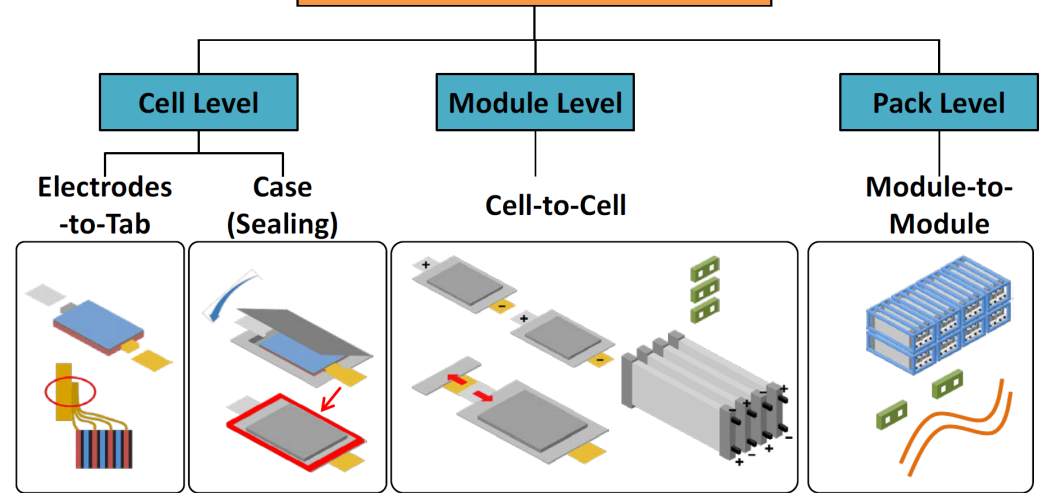 Cell Level
Module Level
Pack Level
Electrodes
-to-Tab
Case
(Sealing)
Cell-to-Cell
Module-to-
Module
+
−
+
−
− + − +
+ − + −